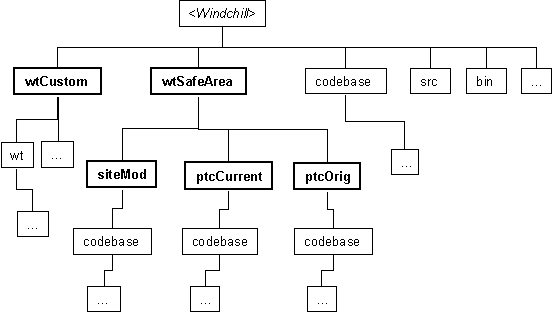 <Windchill>
wtCustom
wtSafeArea
codebase
src
bin
...
wt
...
...
siteMod
ptcCurrent
ptcOrig
...
codebase
codebase
codebase
...
...
...